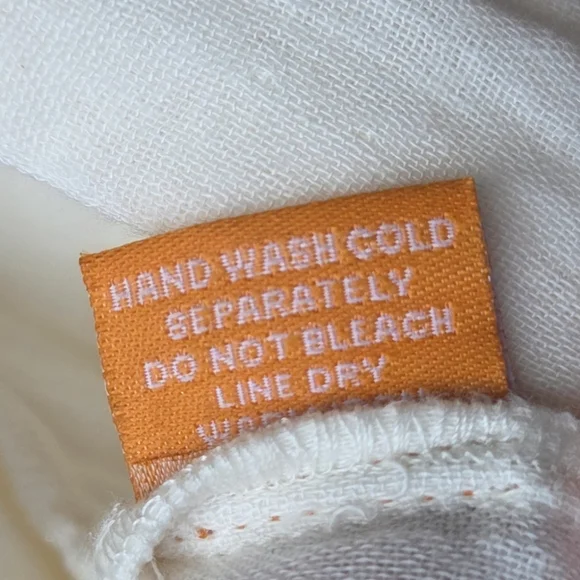 HAND WASH COLD
SEPARATELY
DO NOT BLEACH
LINE DRY